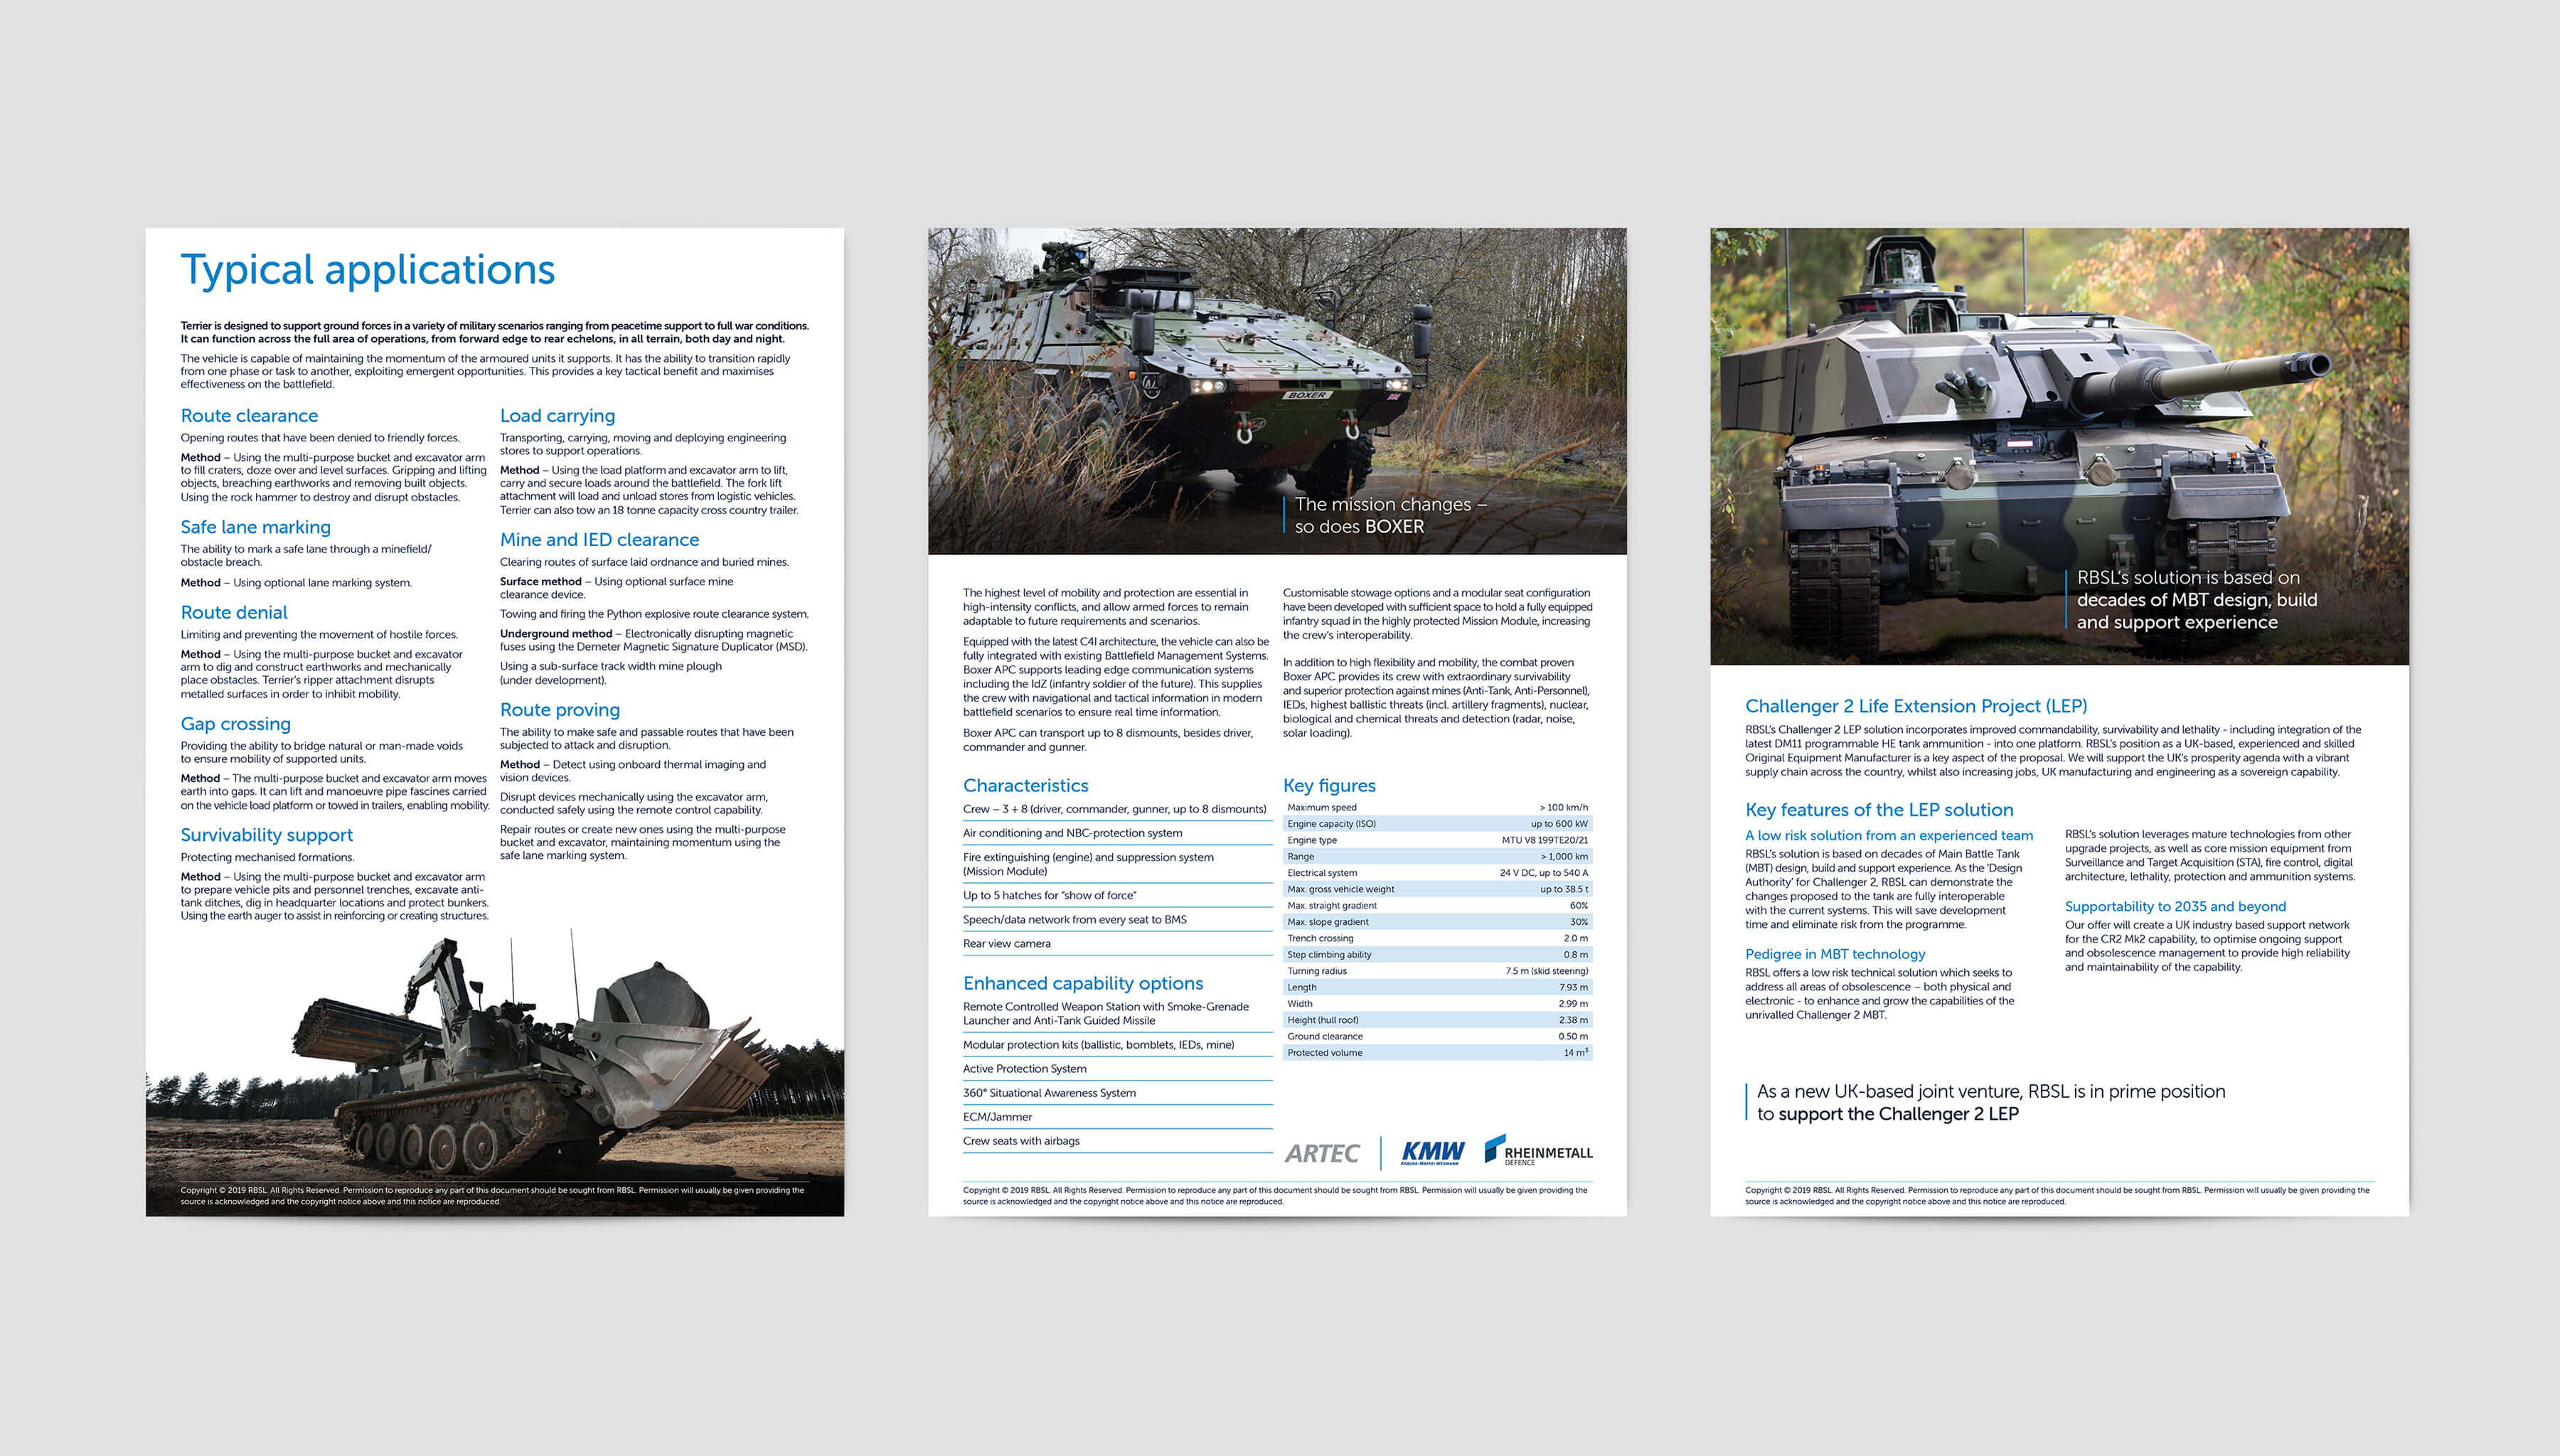 Typical applications
Terrier is designed to support ground forces in a variety of military scenarios ranging from peacetime support to full war conditions.
It can function across the full area of operations, from forward edge to rear echelons, in all terrain, both day and night.
The vehicle is capable of maintaining the momentum of the armoured units it supports. It has the ability to transition rapidly
from one phase or task to another, exploiting emergent opportunities. This provides a key tactical benefit and maximises
effectiveness on the battlefield.
Route clearance
Opening routes that have been denied to friendly forces.
Method – Using the multi-purpose bucket and excavator arm
to fill craters, doze over and level surfaces. Gripping and lifting
objects, breaching earthworks and removing built objects.
Using the rock hammer to destroy and disrupt obstacles.
Safe lane marking
The ability to mark a safe lane through a minefield/
obstacle breach.
Method – Using optional lane marking system.
Route denial
Limiting and preventing the movement of hostile forces.
Method – Using the multi-purpose bucket and excavator
arm to dig and construct earthworks and mechanically
place obstacles. Terrier's ripper attachment disrupts
metalled surfaces in order to inhibit mobility.
Gap crossing
Providing the ability to bridge natural or man-made voids
to ensure mobility of supported units.
Method – The multi-purpose bucket and excavator arm moves
earth into gaps. It can lift and manoeuvre pipe fascines carried
on the vehicle load platform or towed in trailers, enabling mobility.
Survivability support
Protecting mechanised formations.
Method – Using the multi-purpose bucket and excavator arm
to prepare vehicle pits and personnel trenches, excavate anti-
tank ditches, dig in headquarter locations and protect bunkers.
Using the earth auger to assist in reinforcing or creating structures.
Load carrying
Transporting, carrying, moving and deploying engineering
stores to support operations.
Method – Using the load platform and excavator arm to lift,
carry and secure loads around the battlefield. The fork lift
attachment will load and unload stores from logistic vehicles.
Terrier can also tow an 18 tonne capacity cross country trailer.
Mine and IED clearance
Clearing routes of surface laid ordnance and buried mines.
Surface method – Using optional surface mine
clearance device.
Towing and firing the Python explosive route clearance system.
Underground method – Electronically disrupting magnetic
fuses using the Demeter Magnetic Signature Duplicator (MSD).
Using a sub-surface track width mine plough
(under development).
Route proving
The ability to make safe and passable routes that have been
subjected to attack and disruption.
Method – Detect using onboard thermal imaging and
vision devices.
Disrupt devices mechanically using the excavator arm,
conducted safely using the remote control capability.
Repair routes or create new ones using the multi-purpose
bucket and excavator, maintaining momentum using the
safe lane marking system.
Copyright © 2019 RBSL. All Rights Reserved. Permission to reproduce any part of this document should be sought from RBSL. Permission will usually be given providing the
source is acknowledged and the copyright notice above and this notice are reproduced.
BOXER
The mission changes –
so does BOXER
The highest level of mobility and protection are essential in
high-intensity conflicts, and allow armed forces to remain
adaptable to future requirements and scenarios.
Equipped with the latest C4I architecture, the vehicle can also be
fully integrated with existing Battlefield Management Systems.
Boxer APC supports leading edge communication systems
including the IdZ (infantry soldier of the future). This supplies
the crew with navigational and tactical information in modern
battlefield scenarios to ensure real time information.
Boxer APC can transport up to 8 dismounts, besides driver,
commander and gunner.
Customisable stowage options and a modular seat configuration
have been developed with sufficient space to hold a fully equipped
infantry squad in the highly protected Mission Module, increasing
the crew's interoperability.
In addition to high flexibility and mobility, the combat proven
Boxer APC provides its crew with extraordinary survivability
and superior protection against mines (Anti-Tank, Anti-Personnel),
IEDs, highest ballistic threats (incl. artillery fragments), nuclear,
biological and chemical threats and detection (radar, noise,
solar loading).
Characteristics
Crew – 3 + 8 (driver, commander, gunner, up to 8 dismounts)
Air conditioning and NBC-protection system
Fire extinguishing (engine) and suppression system
(Mission Module)
Up to 5 hatches for "show of force"
Speech/data network from every seat to BMS
Rear view camera
Enhanced capability options
Remote Controlled Weapon Station with Smoke-Grenade
Launcher and Anti-Tank Guided Missile
Modular protection kits (ballistic, bomblets, IEDs, mine)
Active Protection System
360° Situational Awareness System
ECM/Jammer
Crew seats with airbags
Key figures
Maximum speed > 100 km/h
Engine capacity (ISO) up to 600 kW
Engine type MTU V8 199TE20/21
Range > 1,000 km
Electrical system 24 V DC, up to 540 A
Max. gross vehicle weight up to 38.5 t
Max. straight gradient 60%
Max. slope gradient 30%
Trench crossing 2.0 m
Step climbing ability 0.8 m
Turning radius 7.5 m (skid steering)
Length 7.93 m
Width 2.99 m
Height (hull roof) 2.38 m
Ground clearance 0.50 m
Protected volume 14 m³
ARTEC
KMW
KRAUSS-MAFFEI WEGMANN
RHEINMETALL
DEFENCE
Copyright © 2019 RBSL. All Rights Reserved. Permission to reproduce any part of this document should be sought from RBSL. Permission will usually be given providing the
source is acknowledged and the copyright notice above and this notice are reproduced.
RBSL's solution is based on
decades of MBT design, build
and support experience
Challenger 2 Life Extension Project (LEP)
RBSL's Challenger 2 LEP solution incorporates improved commandability, survivability and lethality - including integration of the
latest DM11 programmable HE tank ammunition - into one platform. RBSL's position as a UK-based, experienced and skilled
Original Equipment Manufacturer is a key aspect of the proposal. We will support the UK's prosperity agenda with a vibrant
supply chain across the country, whilst also increasing jobs, UK manufacturing and engineering as a sovereign capability.
Key features of the LEP solution
A low risk solution from an experienced team
RBSL's solution is based on decades of Main Battle Tank
(MBT) design, build and support experience. As the 'Design
Authority' for Challenger 2, RBSL can demonstrate the
changes proposed to the tank are fully interoperable
with the current systems. This will save development
time and eliminate risk from the programme.
Pedigree in MBT technology
RBSL offers a low risk technical solution which seeks to
address all areas of obsolescence – both physical and
electronic - to enhance and grow the capabilities of the
unrivalled Challenger 2 MBT.
RBSL's solution leverages mature technologies from other
upgrade projects, as well as core mission equipment from
Surveillance and Target Acquisition (STA), fire control, digital
architecture, lethality, protection and ammunition systems.
Supportability to 2035 and beyond
Our offer will create a UK industry based support network
for the CR2 Mk2 capability, to optimise ongoing support
and obsolescence management to provide high reliability
and maintainability of the capability.
As a new UK-based joint venture, RBSL is in prime position
to support the Challenger 2 LEP
Copyright © 2019 RBSL. All Rights Reserved. Permission to reproduce any part of this document should be sought from RBSL. Permission will usually be given providing the
source is acknowledged and the copyright notice above and this notice are reproduced.